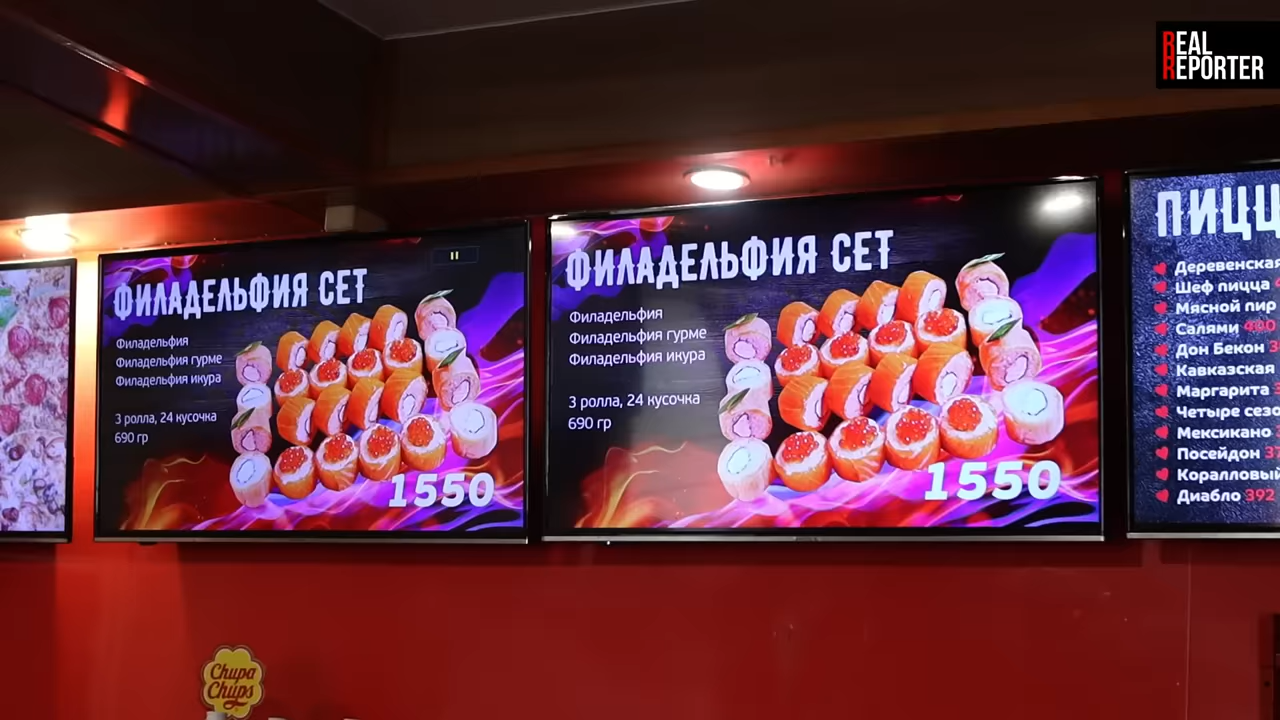 REAL
REPORTER
ФИЛАДЕЛЬФИЯ СЕТ
Филадельфия
Филадельфия гурме
Филадельфия икура
3 ролла, 24 кусочка
690 гр
1550
ФИЛАДЕЛЬФИЯ СЕТ
Филадельфия
Филадельфия гурме
Филадельфия икура
3 ролла, 24 кусочка
690 гр
1550
ПИЦЦ
Деревенская
Шеф пицца
Мясной пир
Салями
Дон Бекон
Кавказская
Маргарита
Четыре сезо
Мексикано
Посейдон 37
Коралловый
Диабло 392
Chupa
Chups